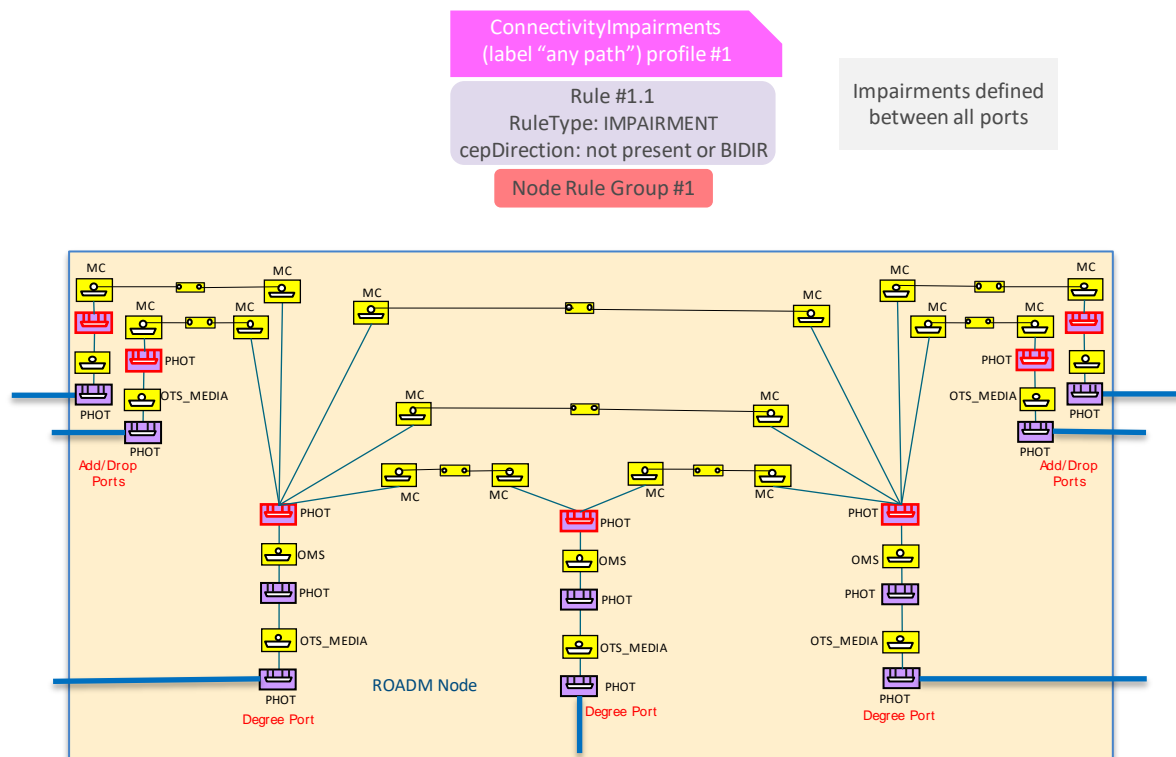 ConnectivityImpairments
(label “any path”) profile #1
Rule #1.1
RuleType: IMPAIRMENT
cepDirection: not present or BIDIR
Node Rule Group #1
Impairments defined
between all ports
MC
MC
MC
MC
MC
MC
MC
MC
MC
MC
PHOT
OTS_MEDIA
PHOT
PHOT
Add/Drop
Ports
PHOT
OTS_MEDIA
PHOT
PHOT
Add/Drop
Ports
MC
MC
MC
MC
PHOT
PHOT
PHOT
OMS
OMS
OMS
PHOT
PHOT
PHOT
OTS_MEDIA
OTS_MEDIA
OTS_MEDIA
PHOT
ROADM Node
PHOT
PHOT
Degree Port
Degree Port
Degree Port